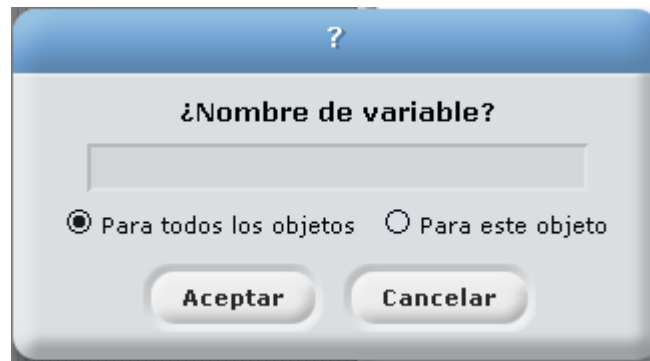 ?
¿Nombre de variable?
Para todos los objetos Para este objeto
Aceptar Cancelar